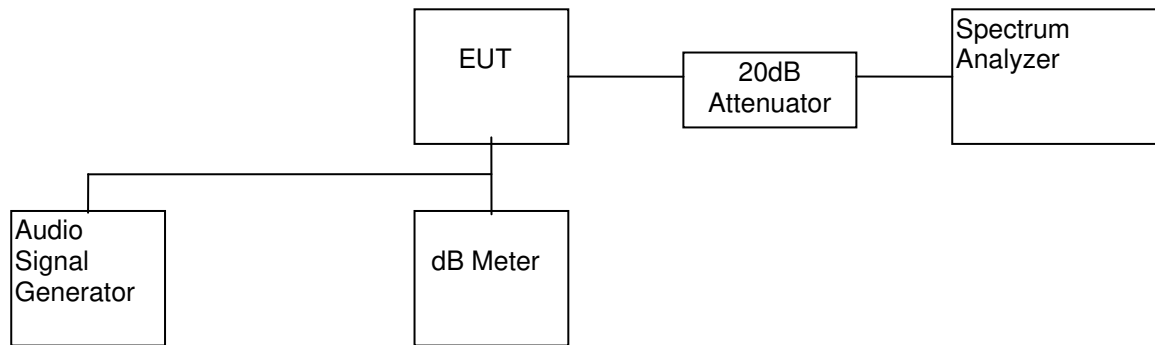 EUT
20dB
Attenuator
Spectrum
Analyzer
Audio
Signal
Generator
dB Meter